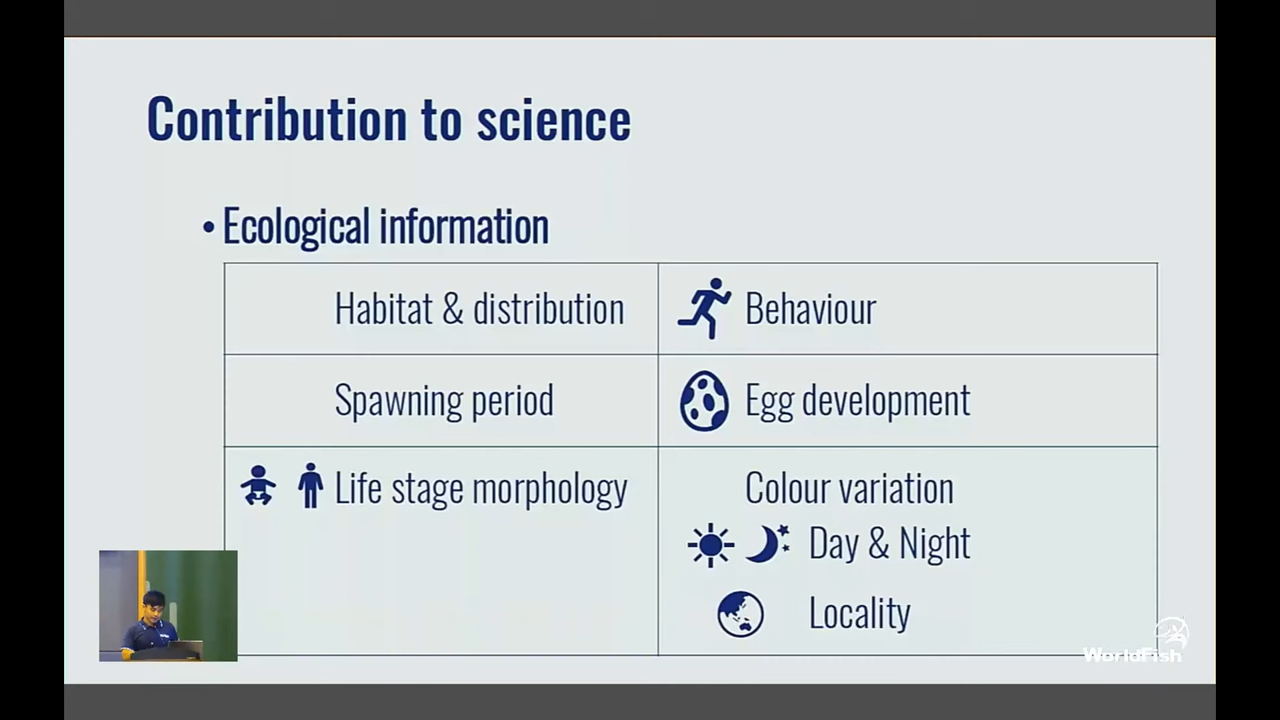 Contribution to science
• Ecological information
Habitat & distribution
Behaviour
Spawning period
Egg development
Life stage morphology
Colour variation
Day & Night
Locality
WorldFish